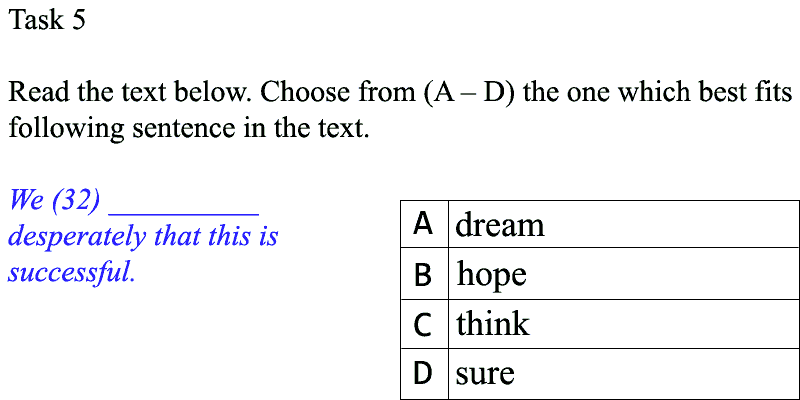 Task 5
Read the text below. Choose from (A – D) the one which best fits
following sentence in the text.
We (32) __________
desperately that this is
successful.
A dream
B hope
C think
D sure